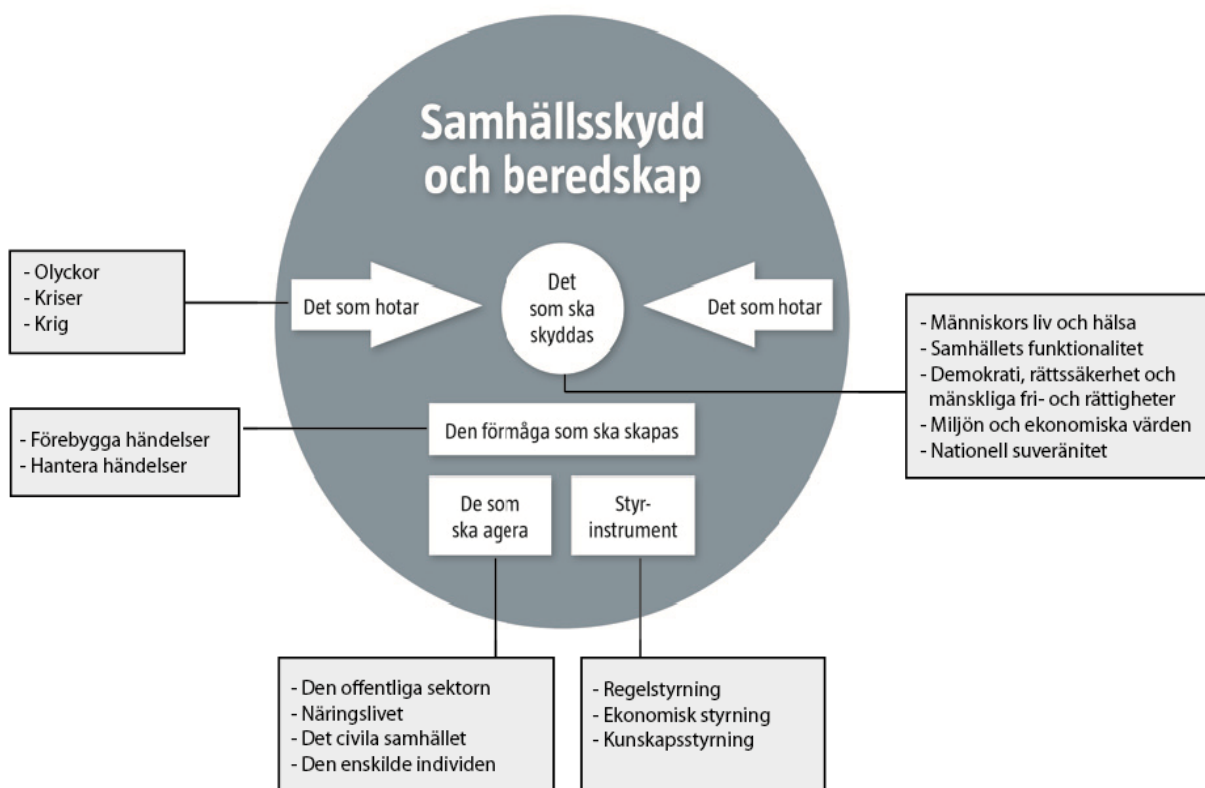 Samhällsskydd
och beredskap
- Olyckor
- Kriser
- Krig
Det som hotar
Det
som ska
skyddas
Det som hotar
- Människors liv och hälsa
- Samhällets funktionalitet
- Demokrati, rättssäkerhet och
mänskliga fri- och rättigheter
- Miljön och ekonomiska värden
- Nationell suveränitet
- Förebygga händelser
- Hantera händelser
Den förmåga som ska skapas
De som
ska agera
Styr-
instrument
- Den offentliga sektorn
- Näringslivet
- Det civila samhället
- Den enskilde individen
- Regelstyrning
- Ekonomisk styrning
- Kunskapsstyrning